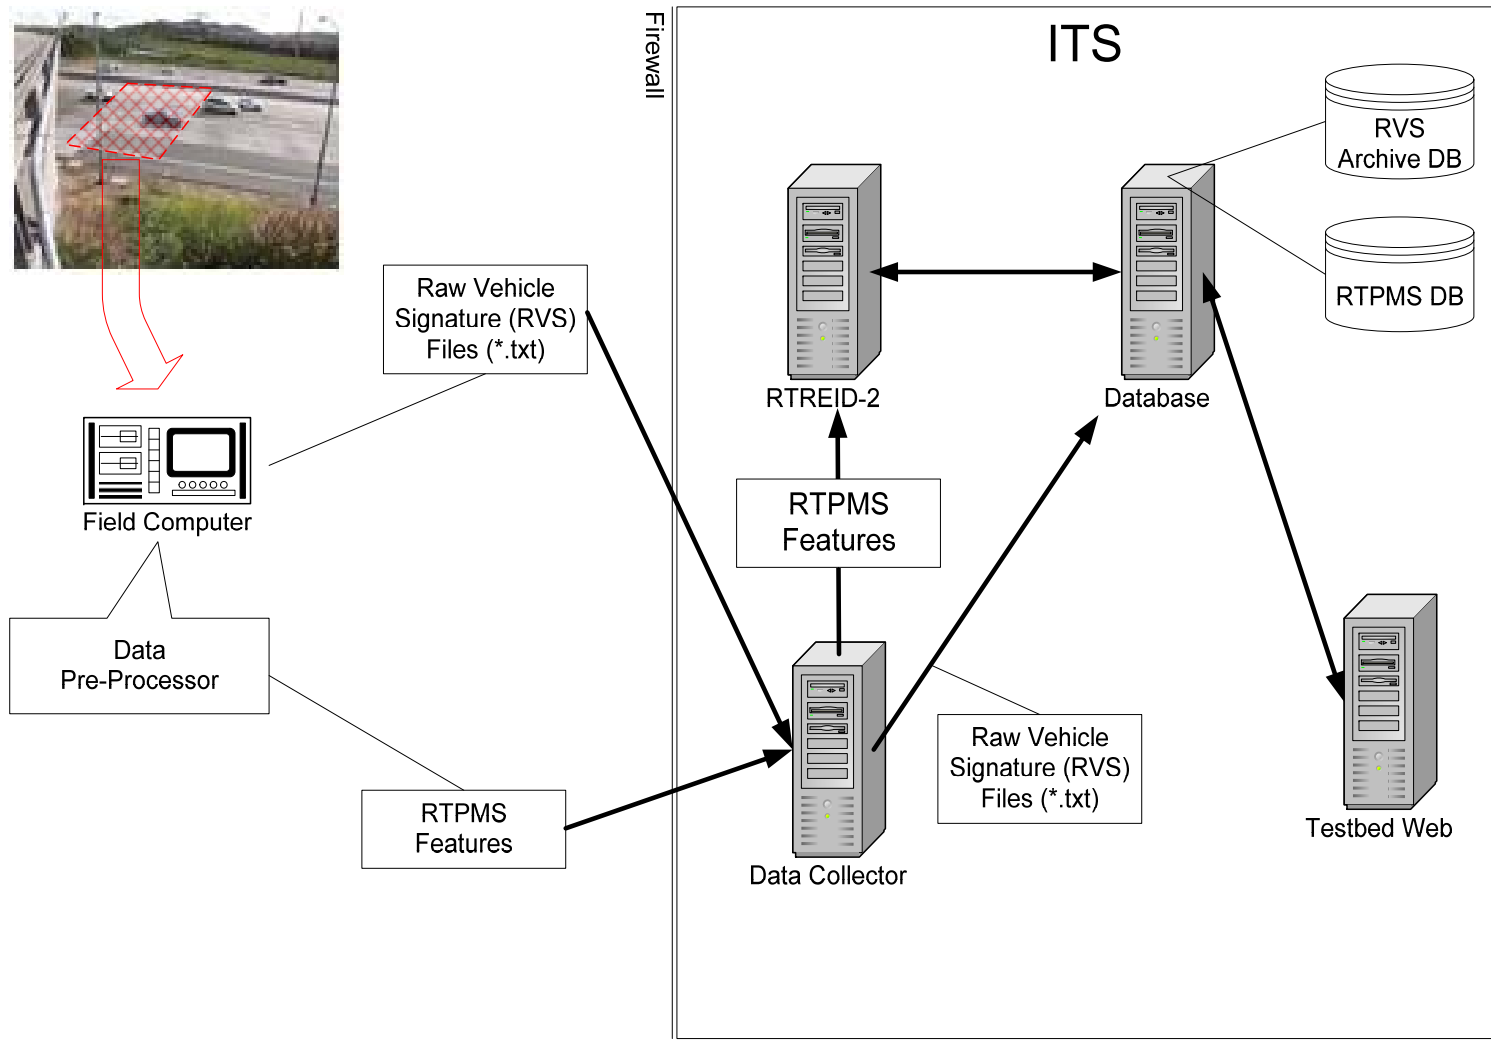 Firewall
ITS
RVS
Archive DB
RTPMS DB
Raw Vehicle
Signature (RVS)
Files (*.txt)
RTREID-2
Database
Field Computer
RTPMS
Features
Data
Pre-Processor
Raw Vehicle
Signature (RVS)
Files (*.txt)
RTPMS
Features
Testbed Web
Data Collector